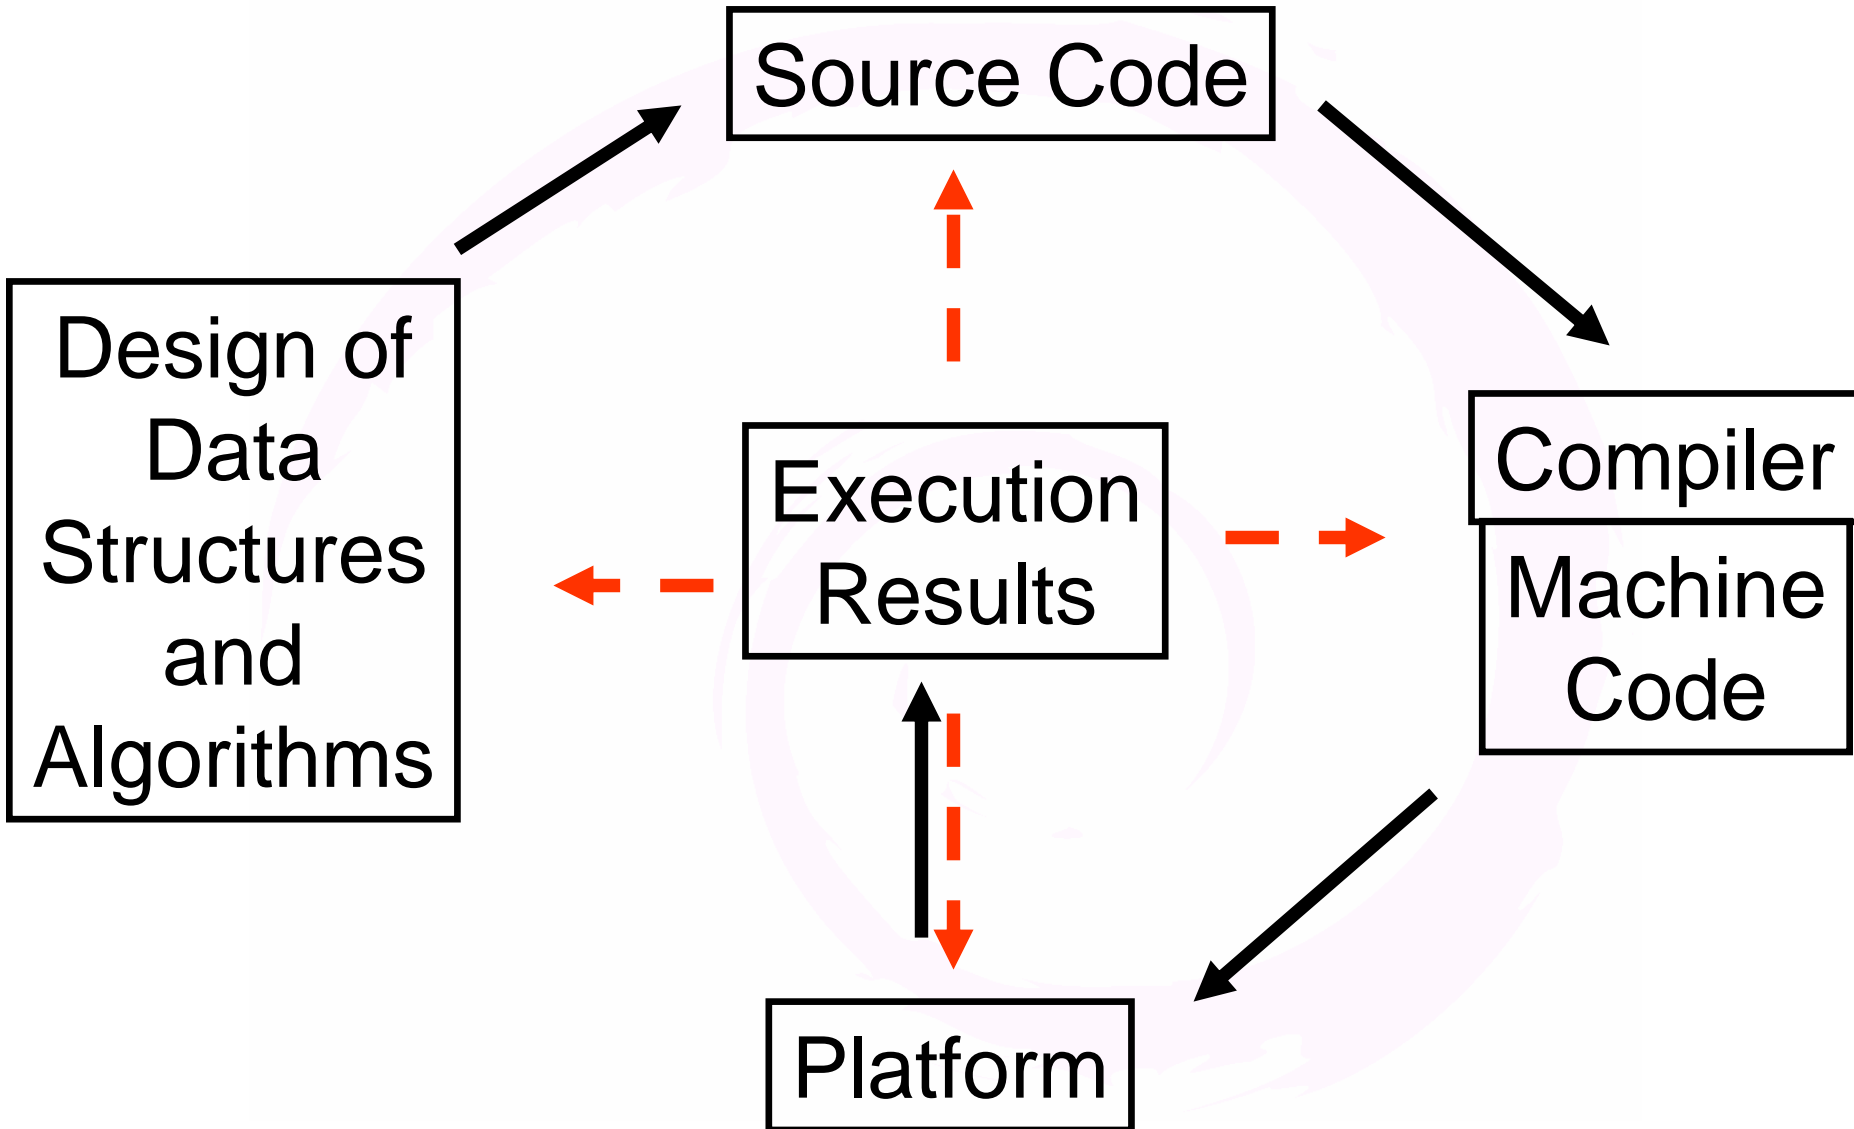 Source Code
Design of
Data
Structures
and
Algorithms
Execution
Results
Compiler
Machine
Code
Platform